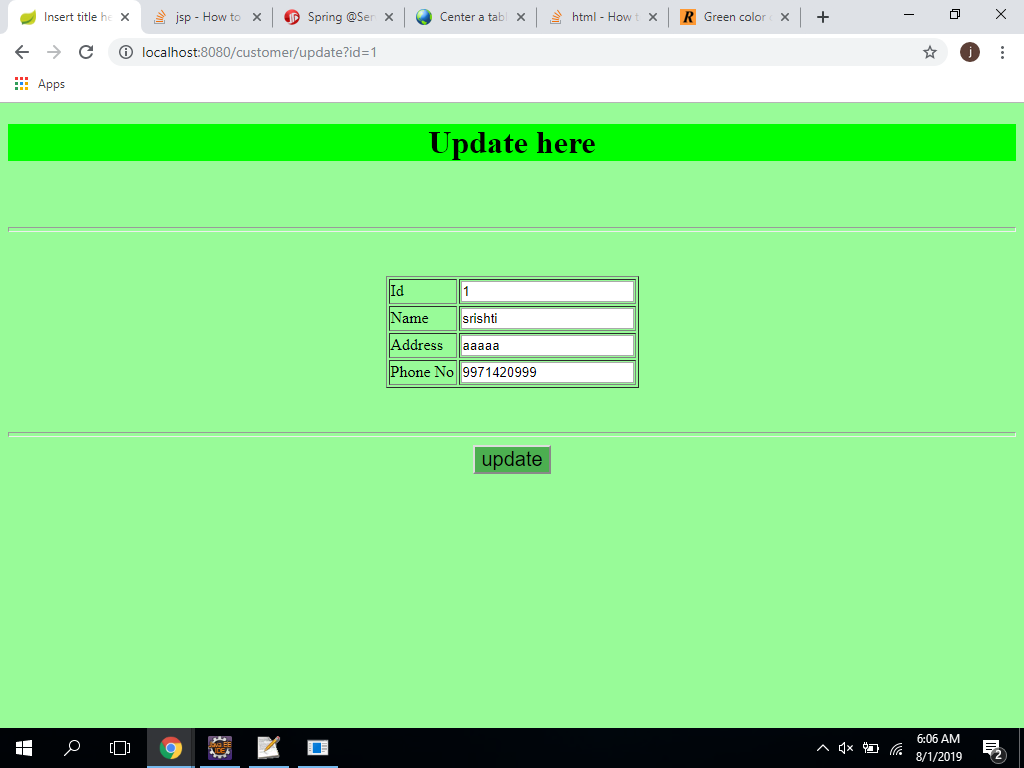 Insert title he
jsp - How to
Spring @Ser
Center a tabl
html - How t
Green color
localhost:8080/customer/update?id=1
j
Apps
Update here
Id 1
Name srishti
Address aaaaa
Phone No 9971420999
update
6:06 AM
8/1/2019
2